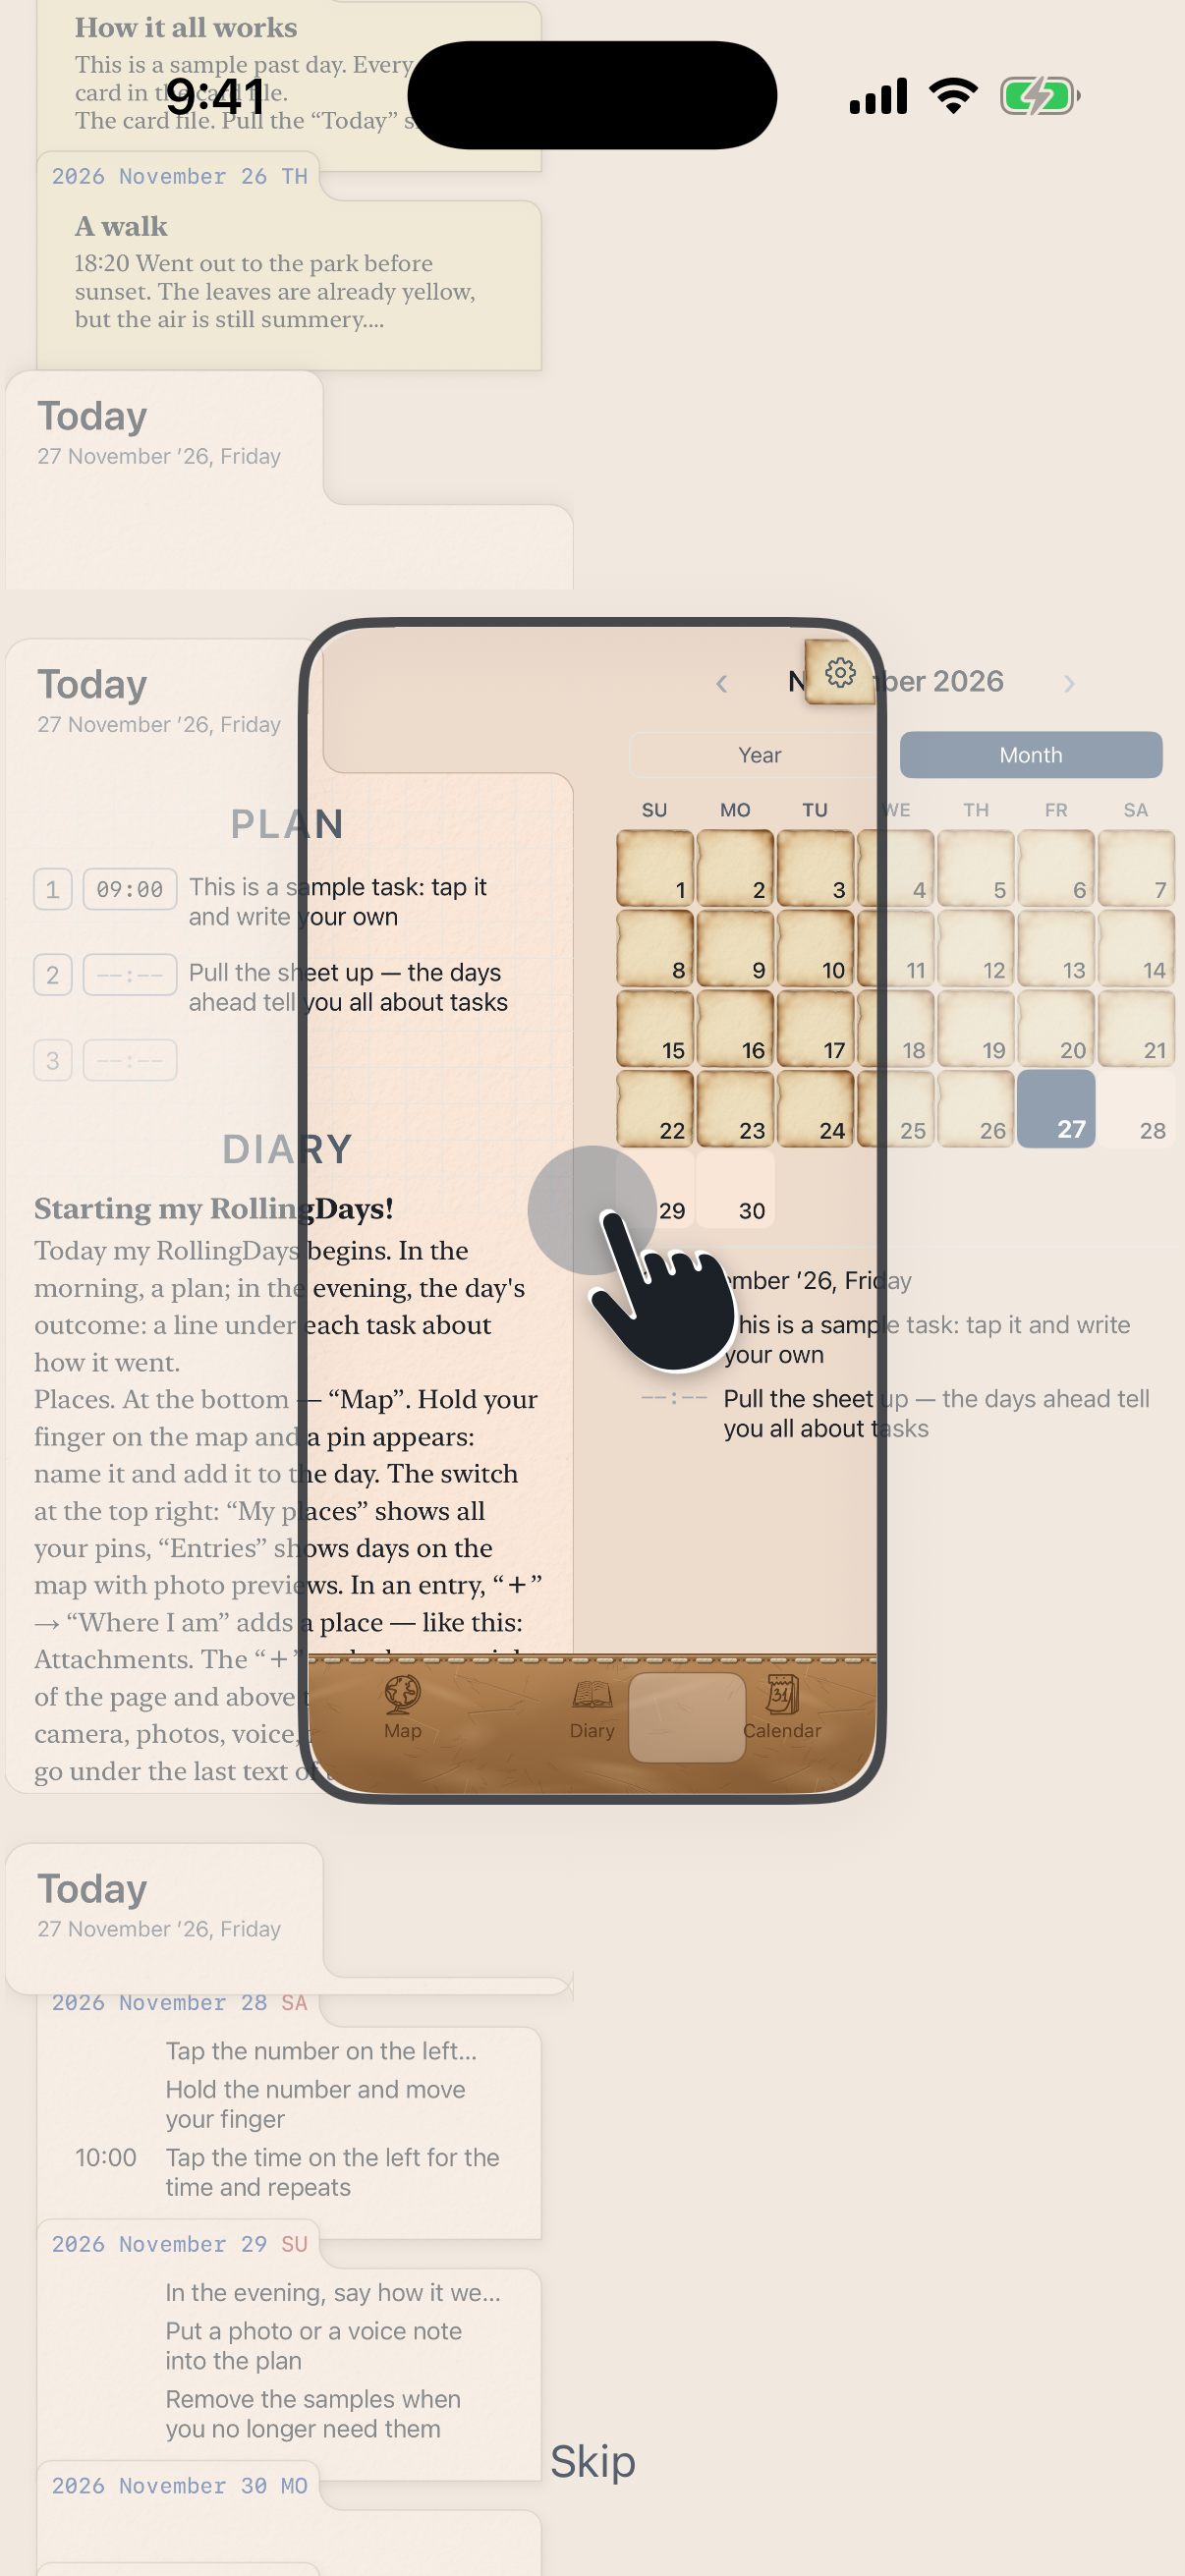 How it all works
This is a sample past day. Every
card in the card file.
The card file. Pull the “Today”
9:41
2026 November 26 TH
A walk
18:20 Went out to the park before
sunset. The leaves are already yellow,
but the air is still summery....
Today
27 November ’26, Friday
Today
27 November ’26, Friday
PLAN
1 09:00 This is a sample task: tap it
and write your own
2 --:-- Pull the sheet up — the days
ahead tell you all about tasks
3 --:--
DIARY
Starting my RollingDays!
Today my RollingDays begins. In the
morning, a plan; in the evening, the day's
outcome: a line under each task about
how it went.
Places. At the bottom — “Map”. Hold your
finger on the map and a pin appears:
name it and add it to the day. The switch
at the top right: “My places” shows all
your pins, “Entries” shows days on the
map with photo previews. In an entry, “+”
→ “Where I am” adds a place — like this:
Attachments. The “+”
of the page and above
camera, photos, voice,
go under the last text of
‹ 2026 ›
Year Month
SU MO TU WE TH FR SA
1 2 3 4 5 6 7
8 9 10 11 12 13 14
15 16 17 18 19 20 21
22 23 24 25 26 27 28
29 30
’26, Friday
This is a sample task: tap it and write
your own
--:-- Pull the sheet up — the days ahead tell
you all about tasks
Map Diary Calendar
31
Today
27 November ’26, Friday
2026 November 28 SA
Tap the number on the left...
Hold the number and move
your finger
10:00 Tap the time on the left for the
time and repeats
2026 November 29 SU
In the evening, say how it we...
Put a photo or a voice note
into the plan
Remove the samples when
you no longer need them
Skip
2026 November 30 MO